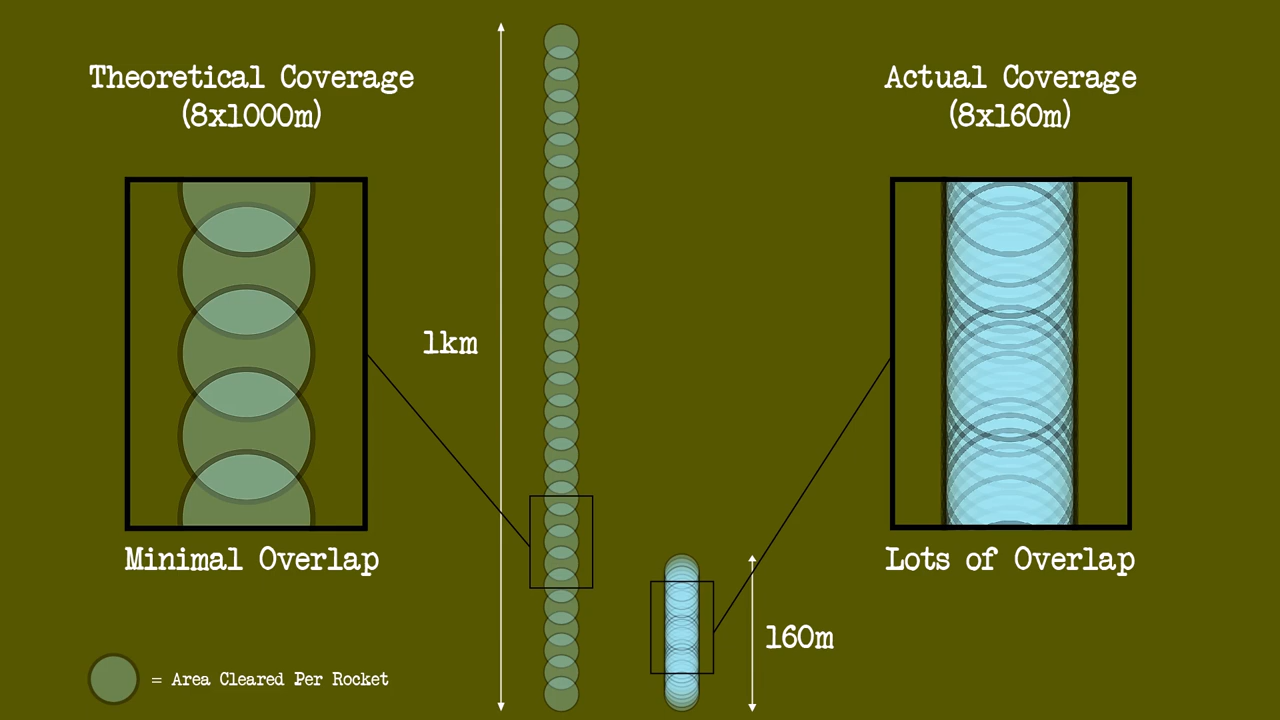 Theoretical Coverage
(8x1000m)
Actual Coverage
(8x160m)
1km
Minimal Overlap
Lots of Overlap
160m
= Area Cleared Per Rocket